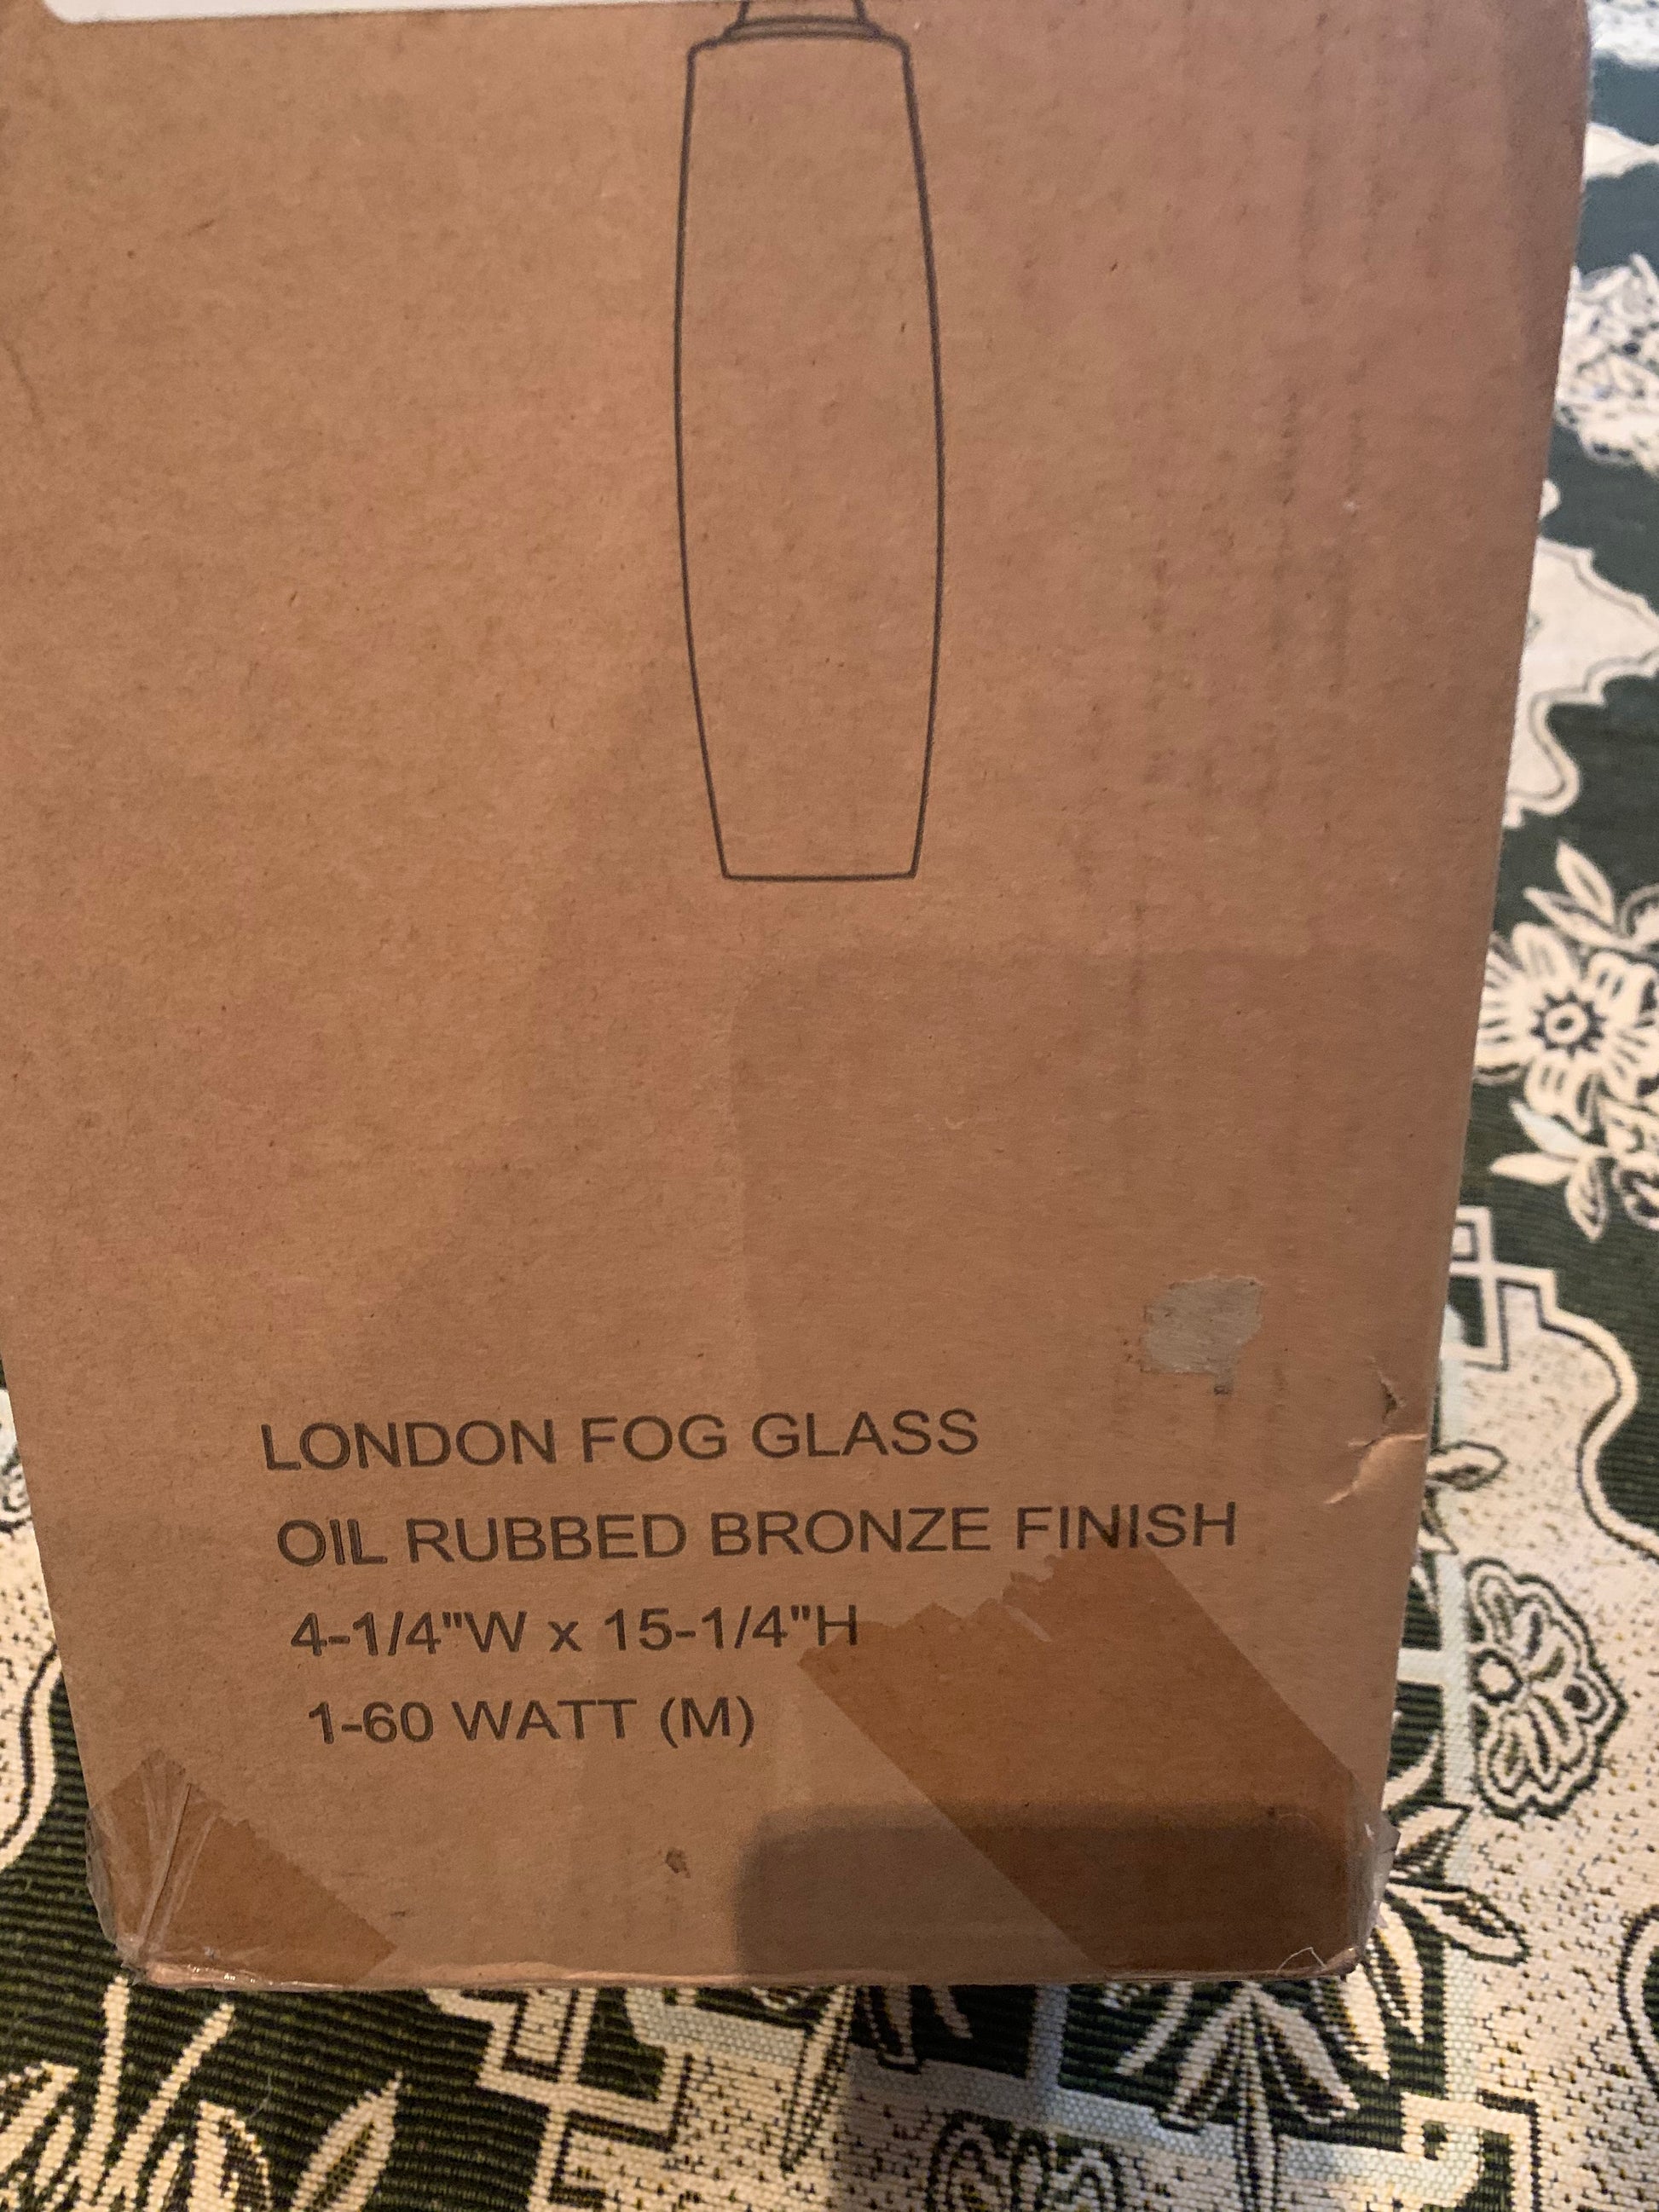 LONDON FOG GLASS
OIL RUBBED BRONZE FINISH
4-1/4"W x 15-1/4"H
1-60 WATT (M)